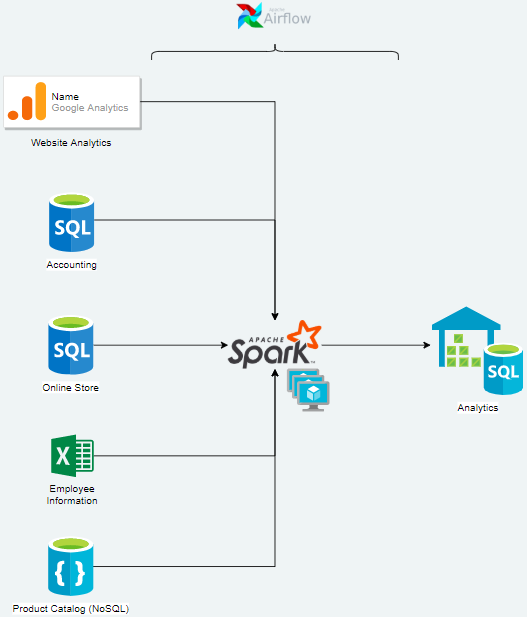 APACHE
Airflow
Name
Google Analytics
Website Analytics
SQL
Accounting
SQL
Online Store
APACHE
Spark™
SQL
Analytics
X
Employee
Information
{ }
Product Catalog (NoSQL)